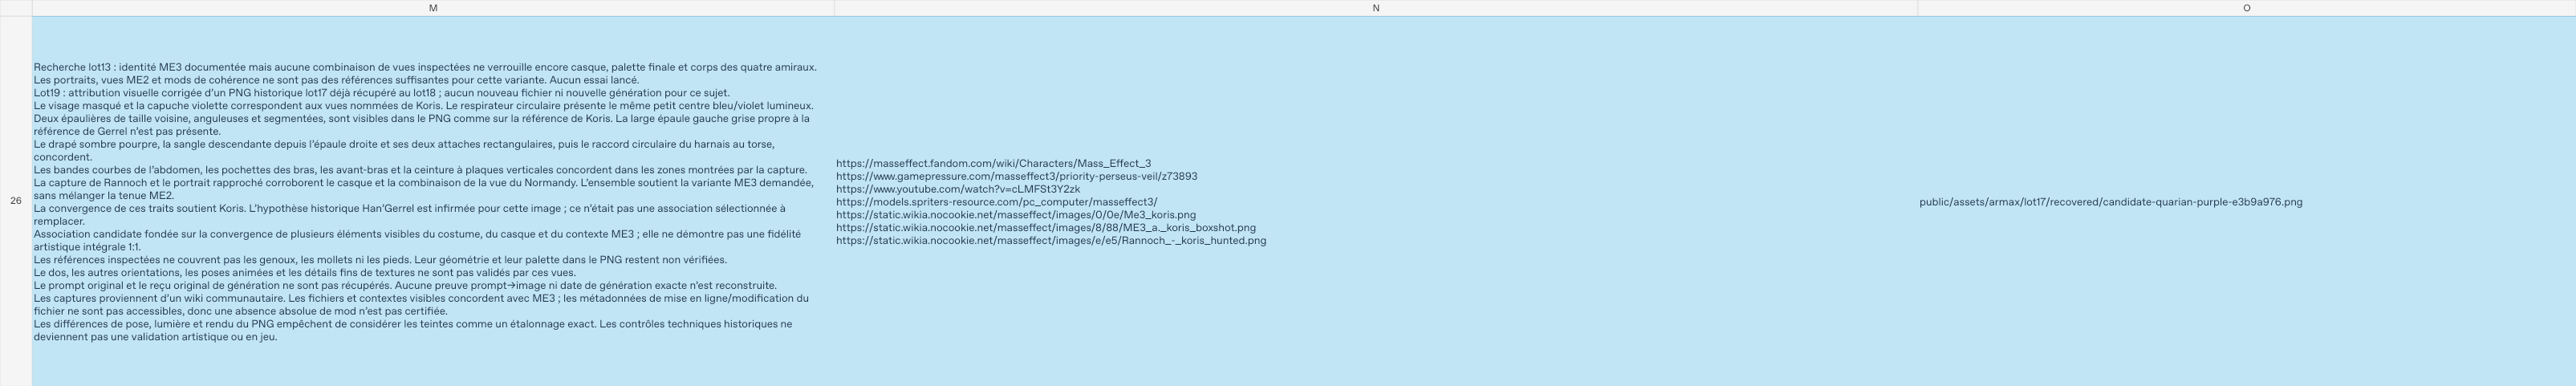 M
N
O
26
Recherche lot13 : identité ME3 documentée mais aucune combinaison de vues inspectées ne verrouille encore casque, palette finale et corps des quatre amiraux.
Les portraits, vues ME2 et mods de cohérence ne sont pas des références suffisantes pour cette variante. Aucun essai lancé.
Lot19 : attribution visuelle corrigée d’un PNG historique lot17 déjà récupéré au lot18 ; aucun nouveau fichier ni nouvelle génération pour ce sujet.
Le visage masqué et la capuche violette correspondent aux vues nommées de Koris. Le respirateur circulaire présente le même petit centre bleu/violet lumineux.
Deux épaulières de taille voisine, anguleuses et segmentées, sont visibles dans le PNG comme sur la référence de Koris. La large épaule gauche grise propre à la
référence de Gerrel n’est pas présente.
Le drapé sombre pourpre, la sangle descendante depuis l’épaule droite et ses deux attaches rectangulaires, puis le raccord circulaire du harnais au torse,
concordent.
Les bandes courbes de l’abdomen, les pochettes des bras, les avant-bras et la ceinture à plaques verticales concordent dans les zones montrées par la capture.
La capture de Rannoch et le portrait rapproché corroborent le casque et la combinaison de la vue du Normandy. L’ensemble soutient la variante ME3 demandée,
sans mélanger la tenue ME2.
La convergence de ces traits soutient Koris. L’hypothèse historique Han’Gerrel est infirmée pour cette image ; ce n’était pas une association sélectionnée à
remplacer.
Association candidate fondée sur la convergence de plusieurs éléments visibles du costume, du casque et du contexte ME3 ; elle ne démontre pas une fidélité
artistique intégrale 1:1.
Les références inspectées ne couvrent pas les genoux, les mollets ni les pieds. Leur géométrie et leur palette dans le PNG restent non vérifiées.
Le dos, les autres orientations, les poses animées et les détails fins de textures ne sont pas validés par ces vues.
Le prompt original et le reçu original de génération ne sont pas récupérés. Aucune preuve prompt→image ni date de génération exacte n’est reconstruite.
Les captures proviennent d’un wiki communautaire. Les fichiers et contextes visibles concordent avec ME3 ; les métadonnées de mise en ligne/modification du
fichier ne sont pas accessibles, donc une absence absolue de mod n’est pas certifiée.
Les différences de pose, lumière et rendu du PNG empêchent de considérer les teintes comme un étalonnage exact. Les contrôles techniques historiques ne
deviennent pas une validation artistique ou en jeu.
https://masseffect.fandom.com/wiki/Characters/Mass_Effect_3
https://www.gamepressure.com/masseffect3/priority-perseus-veil/z73893
https://www.youtube.com/watch?v=cLMFSt3Y2zk
https://models.spriters-resource.com/pc_computer/masseffect3/
https://static.wikia.nocookie.net/masseffect/images/0/0e/Me3_koris.png
https://static.wikia.nocookie.net/masseffect/images/8/88/ME3_a._koris_boxshot.png
https://static.wikia.nocookie.net/masseffect/images/e/e5/Rannoch_-_koris_hunted.png
public/assets/armax/lot17/recovered/candidate-quarian-purple-e3b9a976.png